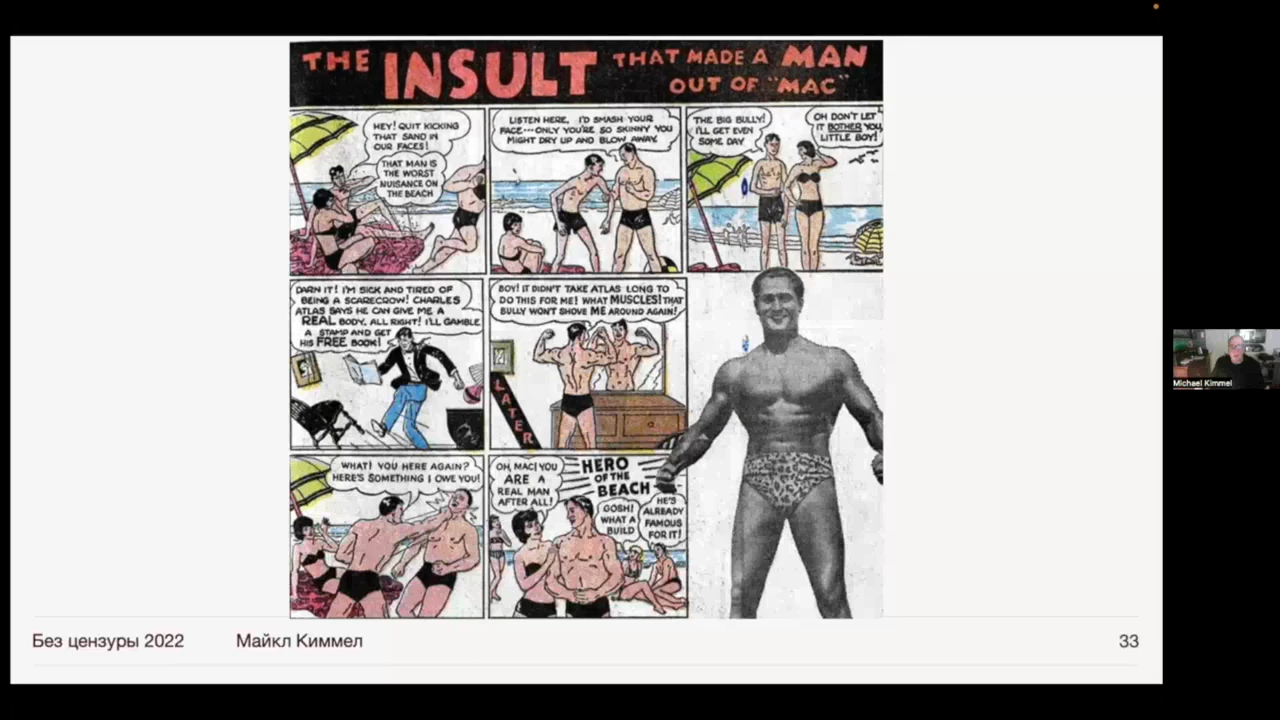 THE INSULT THAT MADE A MAN
OUT OF "MAC"
HEY! QUIT KICKING
THAT SAND IN
OUR FACES!
THAT MAN IS
THE WORST
NUISANCE ON
THE BEACH
LISTEN HERE, I'D SMASH YOUR
FACE---ONLY YOU'RE SO SKINNY YOU
MIGHT DRY UP AND BLOW AWAY.
THE BIG BULLY!
I'LL GET EVEN
SOME DAY.
OH DON'T LET
IT BOTHER YOU,
LITTLE BOY!
DARN IT! I'M SICK AND TIRED OF
BEING A SCARECROW! CHARLES
ATLAS SAYS HE CAN GIVE ME A
REAL BODY. ALL RIGHT! I'LL GAMBLE
A STAMP AND GET
HIS FREE BOOK!
BOY! IT DIDN'T TAKE ATLAS LONG TO
DO THIS FOR ME! WHAT MUSCLES! THAT
BULLY WON'T SHOVE ME AROUND AGAIN!
LATER
WHAT! YOU HERE AGAIN?
HERE'S SOMETHING I OWE YOU!
OH, MAC! YOU
ARE A
REAL MAN
AFTER ALL!
HERO
OF THE
BEACH
GOSH!
WHAT A
BUILD
HE'S
ALREADY
FAMOUS
FOR IT!
Без цензуры 2022
Майкл Киммел
33
Michael Kimmel